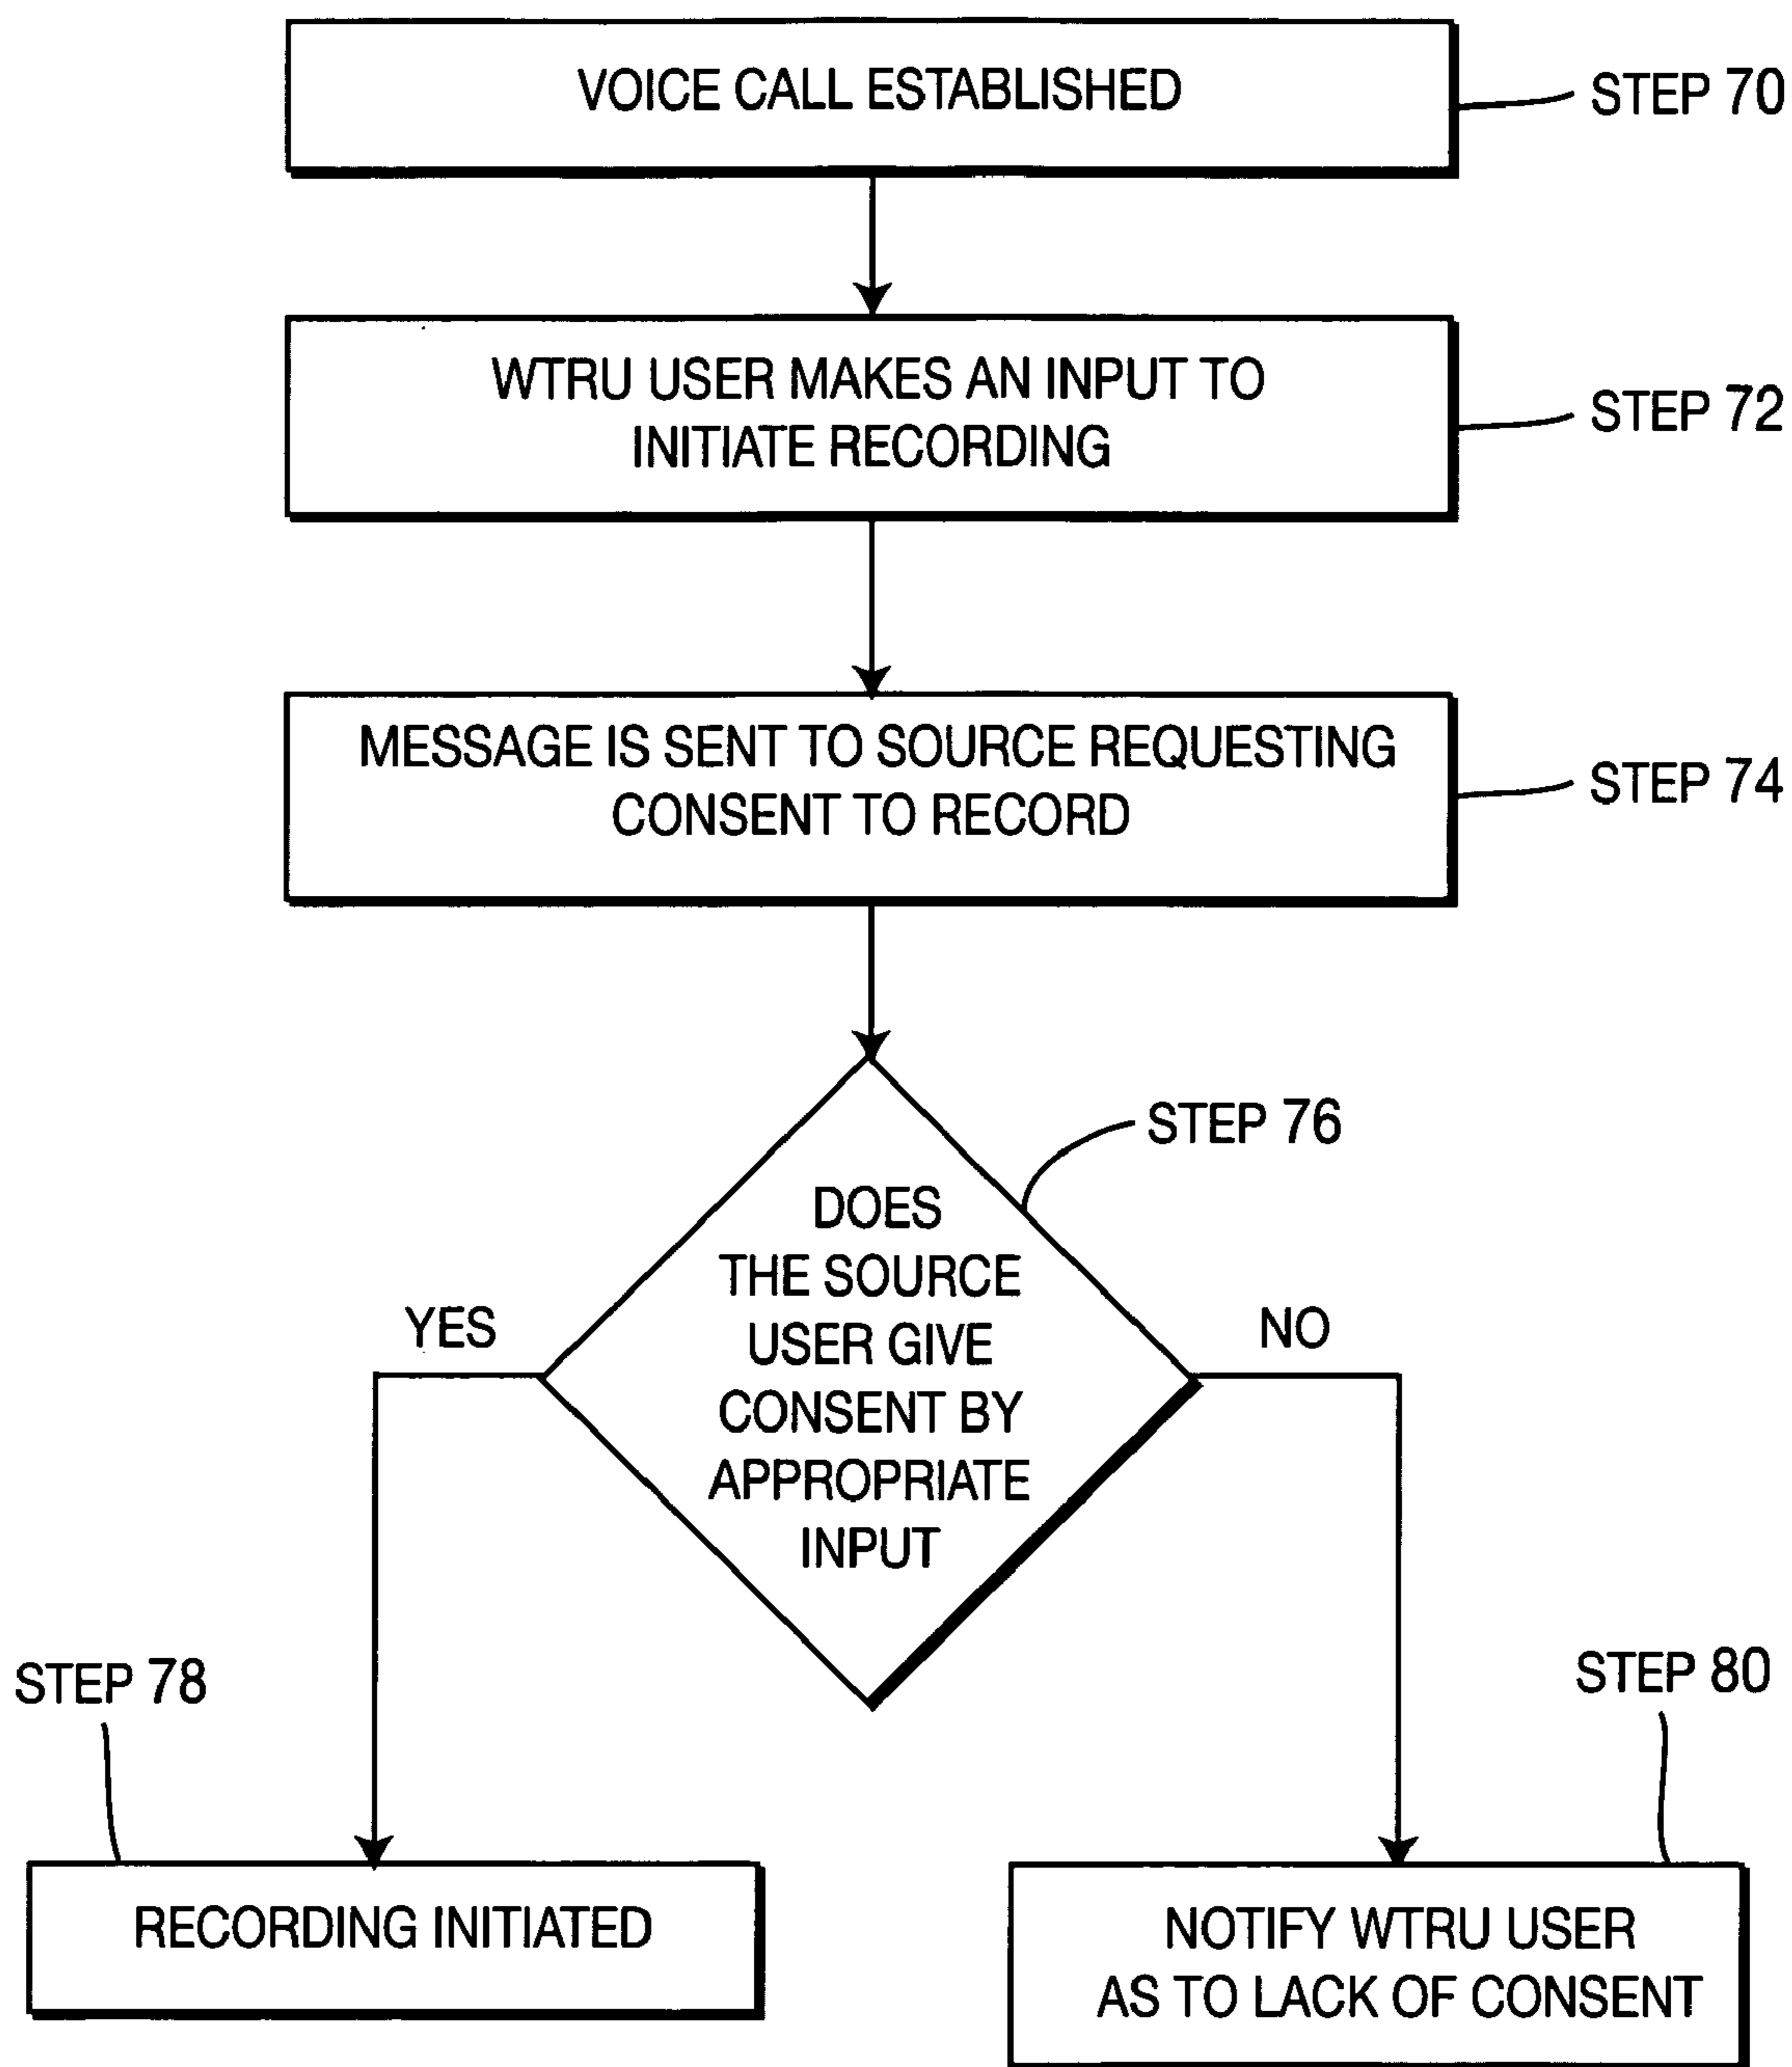 VOICE CALL ESTABLISHED
STEP 70
WTRU USER MAKES AN INPUT TO
INITIATE RECORDING
STEP 72
MESSAGE IS SENT TO SOURCE REQUESTING
CONSENT TO RECORD
STEP 74
STEP 76
DOES
THE SOURCE
USER GIVE
CONSENT BY
APPROPRIATE
INPUT
YES
NO
STEP 78
STEP 80
RECORDING INITIATED
NOTIFY WTRU USER
AS TO LACK OF CONSENT